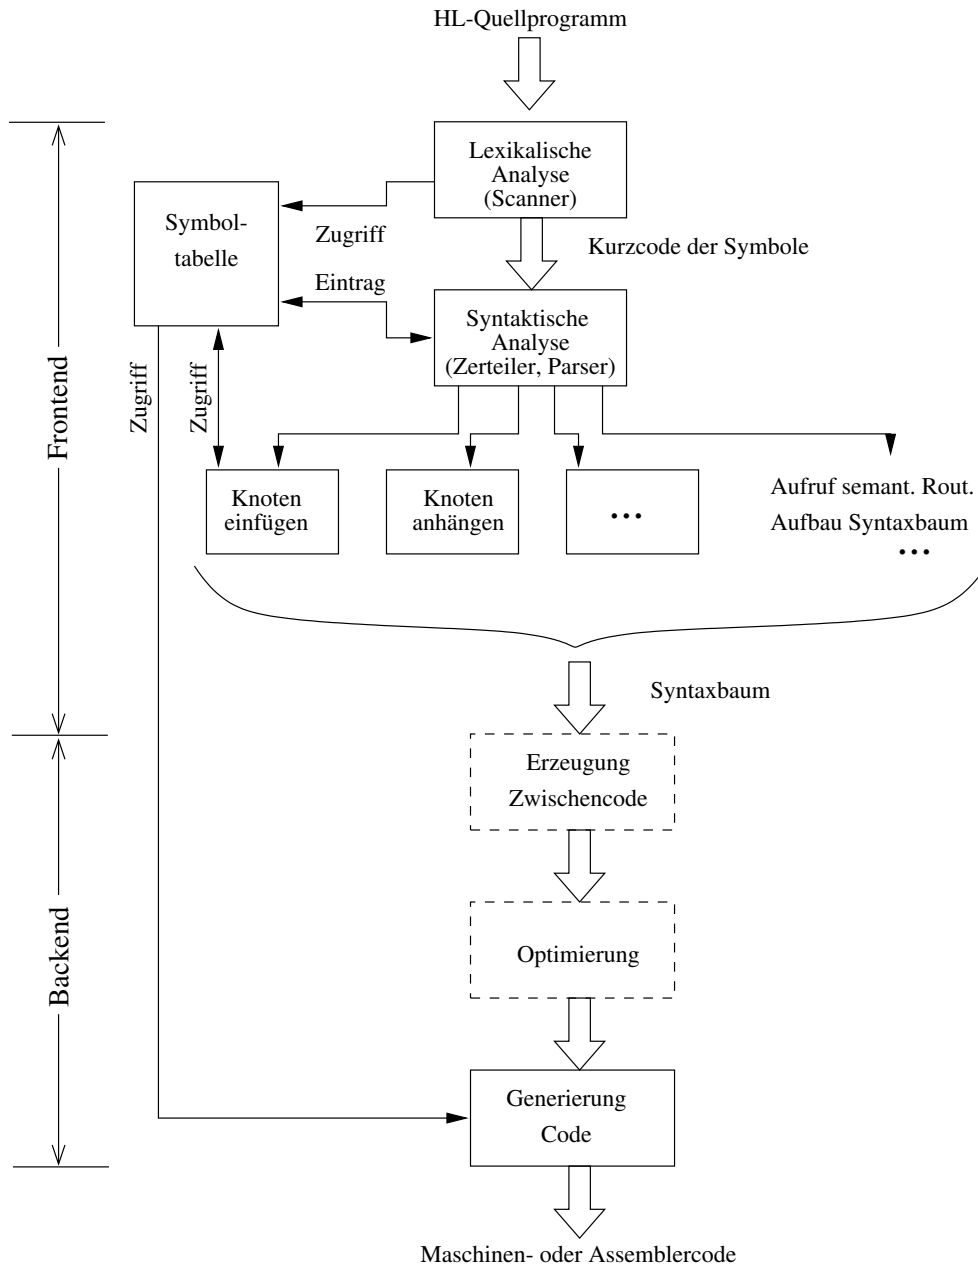 HL-Quellprogramm
Lexikalische
Analyse
(Scanner)
Symbol-
tabelle
Zugriff
Kurzcode der Symbole
Eintrag
Syntaktische
Analyse
(Zerteiler, Parser)
Frontend
Zugriff
Zugriff
Knoten
einfügen
Knoten
anhängen
...
Aufruf semant. Rout.
Aufbau Syntaxbaum
...
Syntaxbaum
Erzeugung
Zwischencode
Backend
Optimierung
Generierung
Code
Maschinen- oder Assemblercode